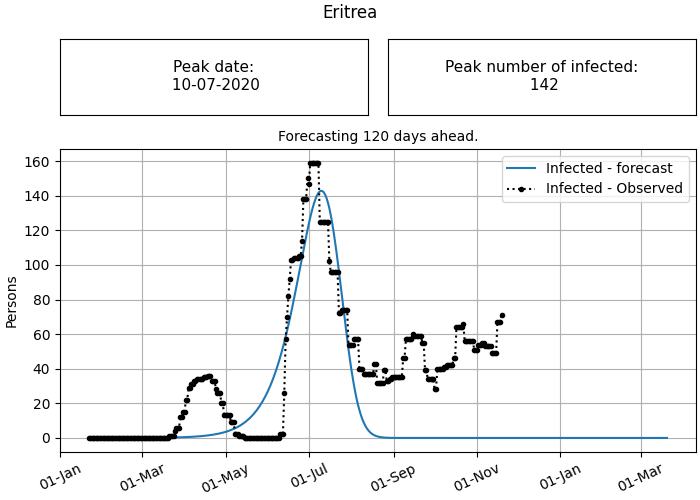 Eritrea
Peak date:
10-07-2020
Peak number of infected:
142
Forecasting 120 days ahead.
Infected - forecast
Infected - Observed
Persons
160
140
120
100
80
60
40
20
0
01-Jan
01-Mar
01-May
01-Jul
01-Sep
01-Nov
01-Jan
01-Mar